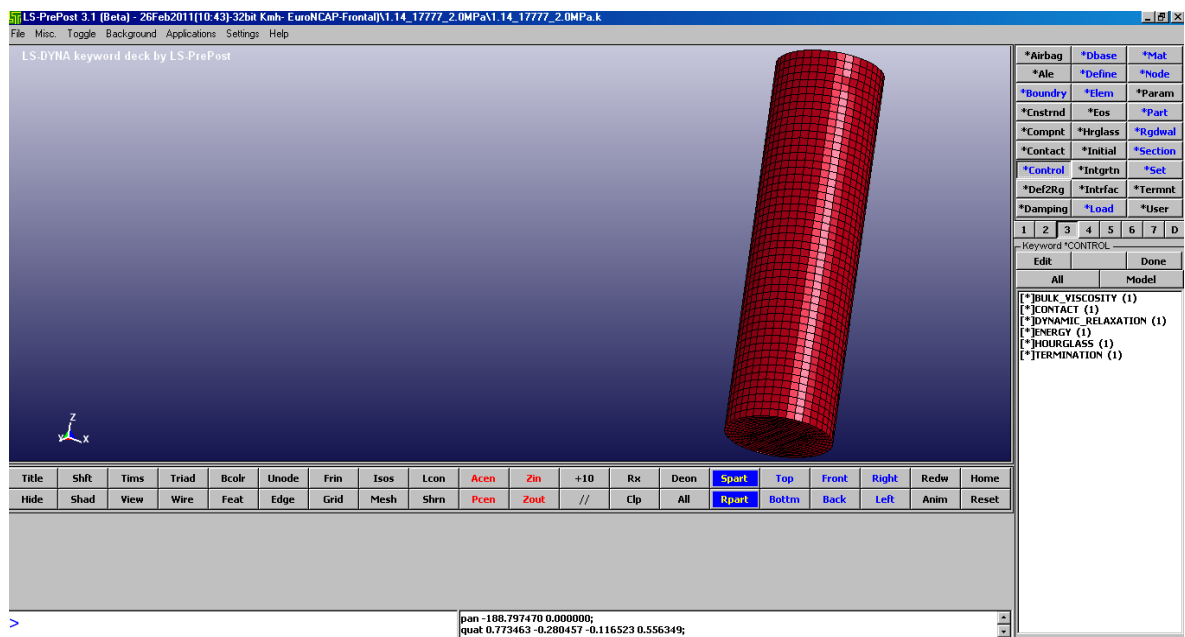 LS-PrePost 3.1 (Beta) - 26Feb2011(10:43)-32bit Kmh- EuroNCAP-Frontal)\1.14_17777_2.0MPa\1.14_17777_2.0MPa.k
File Misc. Toggle Background Applications Settings Help
LS-DYNA keyword deck by LS-PrePost
Z
Y X
*Airbag *Dbase *Mat
*Ale *Define *Node
*Boundry *Elem *Param
*Cnstrnd *Eos *Part
*Compnt *Hrglass *Rgdwal
*Contact *Initial *Section
*Control *Intgrtn *Set
*Def2Rg *Intrfac *Termnt
*Damping *Load *User
1 2 3 4 5 6 7 D
Keyword *CONTROL
Edit Done
All Model
[*]BULK_VISCOSITY (1)
[*]CONTACT (1)
[*]DYNAMIC_RELAXATION (1)
[*]ENERGY (1)
[*]HOURGLASS (1)
[*]TERMINATION (1)
Title Shft Tims Triad Bcolr Unode Frin Isos Lcon Acen Zin +10 Rx Deon Spart Top Front Right Redw Home
Hide Shad View Wire Feat Edge Grid Mesh Shrn Pcen Zout // Clp All Rpart Bottm Back Left Anim Reset
>
pan -188.797470 0.000000;
quat 0.773463 -0.280457 -0.116523 0.556349;